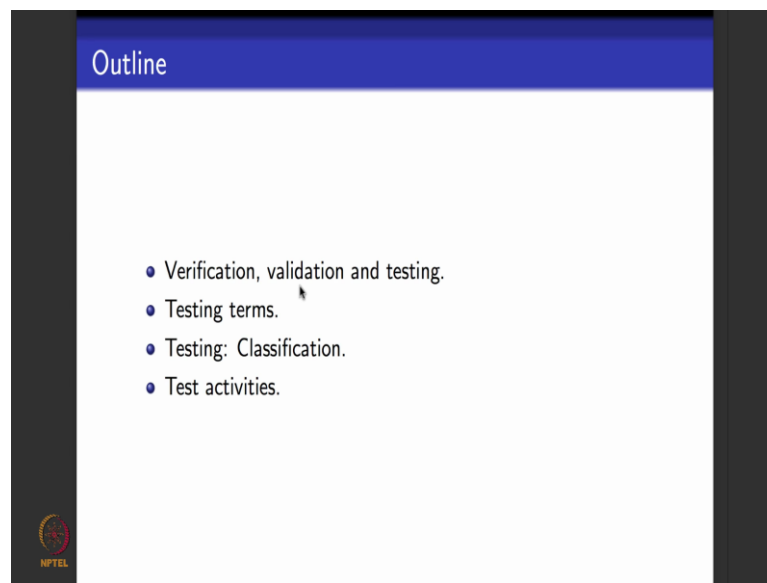 Outline
Verification, validation and testing.
Testing terms.
Testing: Classification.
Test activities.
NPTEL